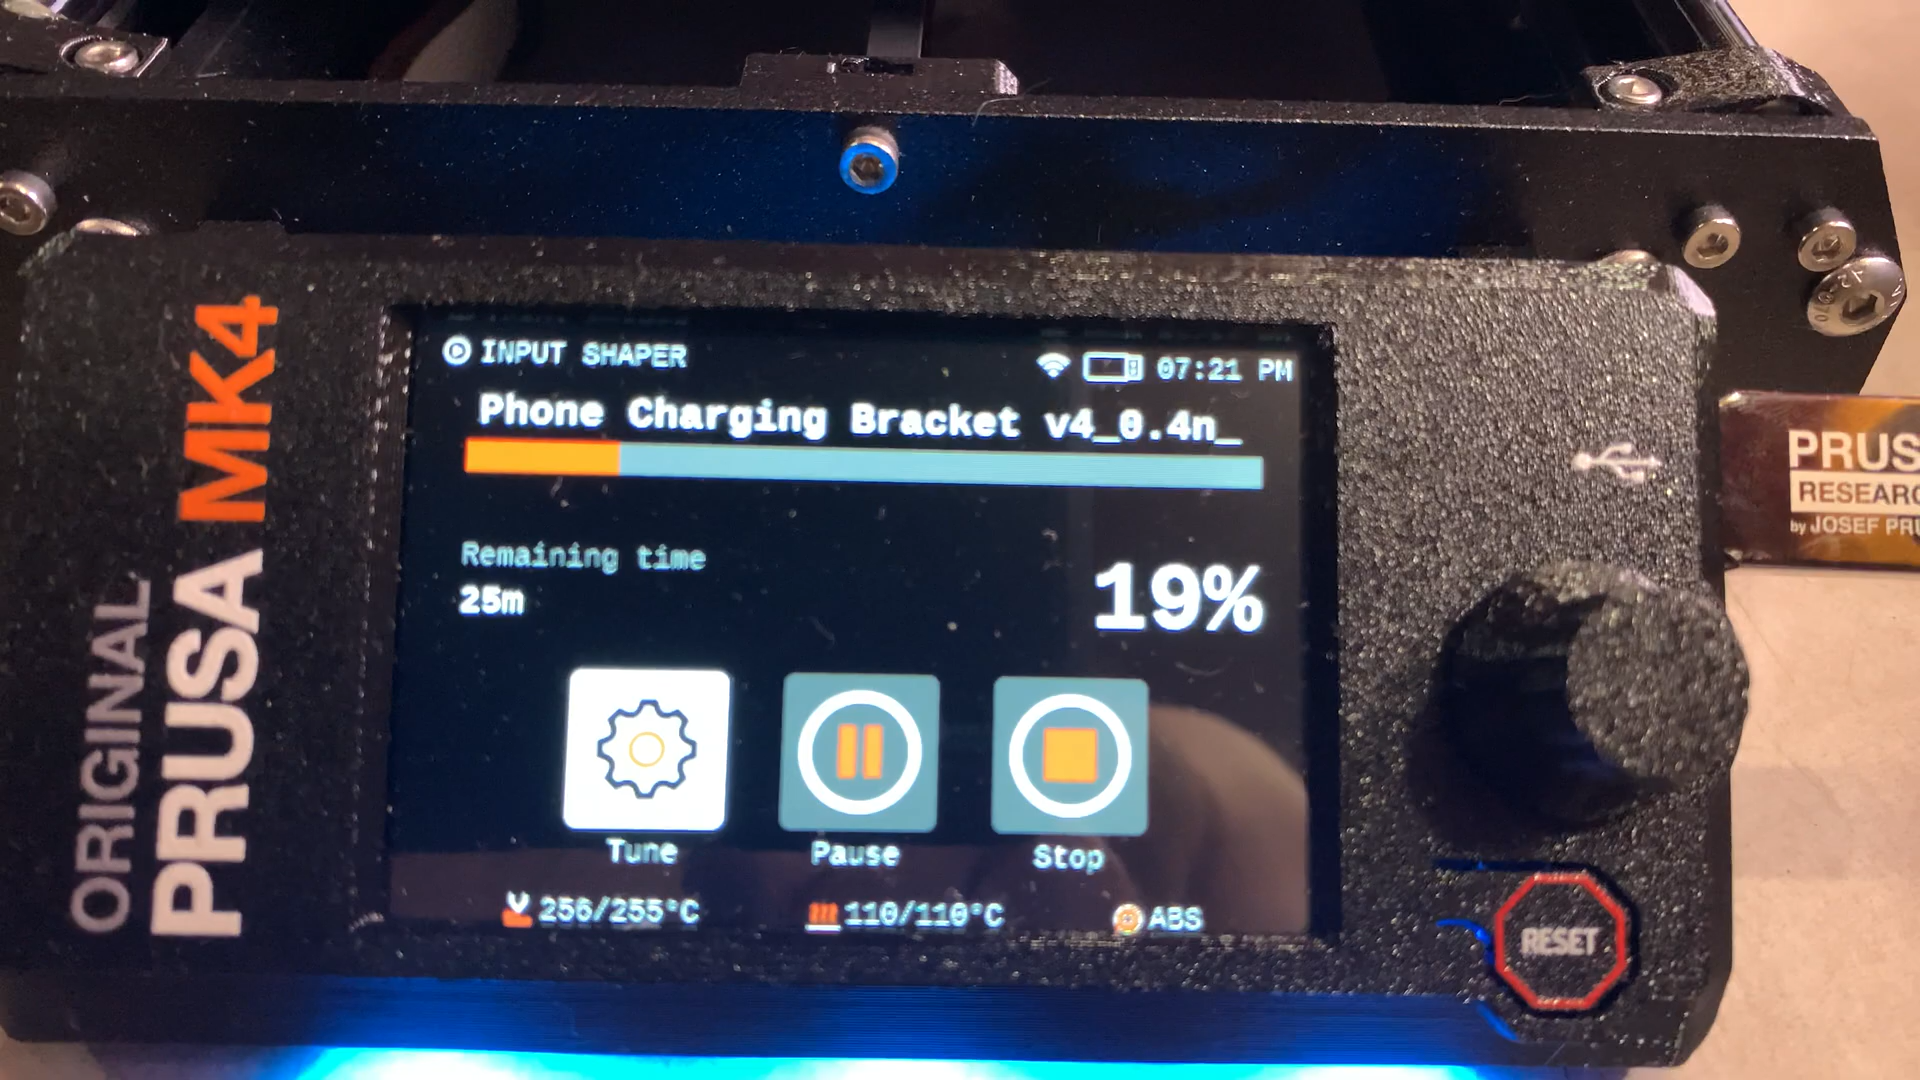 INPUT SHAPER
07:21 PM
Phone Charging Bracket v4_0.4n_
Remaining time
25m
19%
Tune
Pause
Stop
256/255°C
110/110°C
ABS
ORIGINAL
PRUSA MK4
RESET
PRUS
RESEARC
by JOSEF PRU